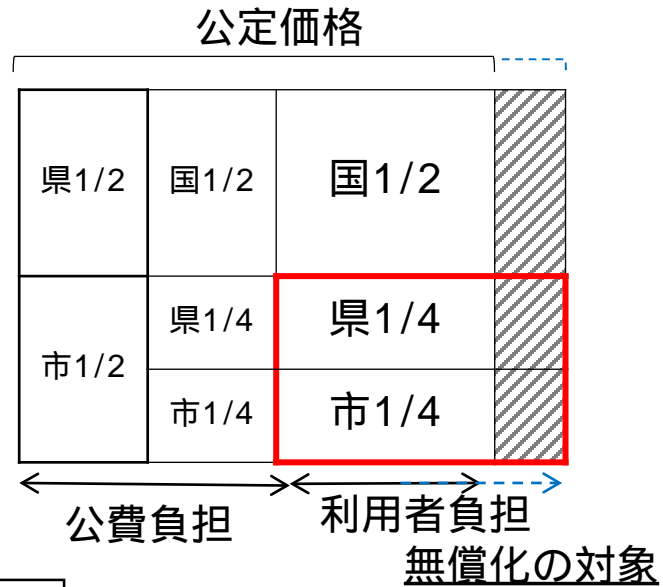 公定価格
県1/2 国1/2 国1/2
県1/4 県1/4
市1/2
市1/4 市1/4
公費負担 利用者負担
無償化の対象